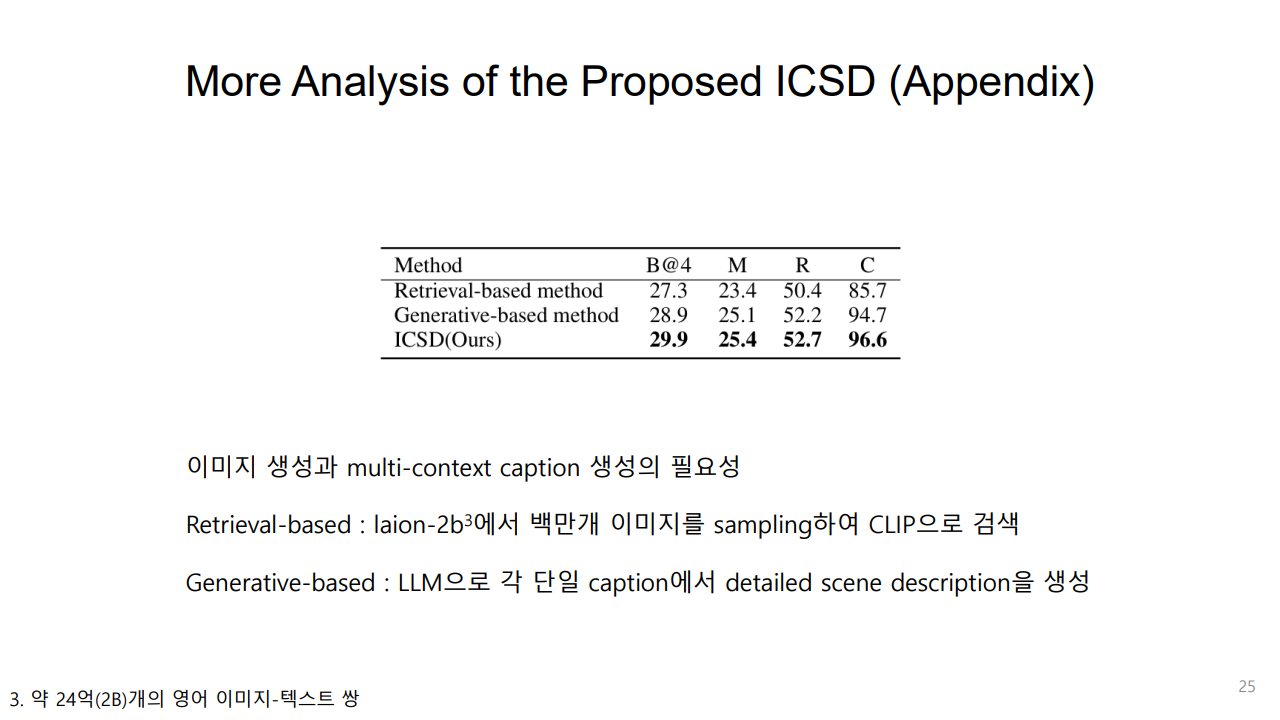 More Analysis of the Proposed ICSD (Appendix)
Method B@4 M R C
Retrieval-based method 27.3 23.4 50.4 85.7
Generative-based method 28.9 25.1 52.2 94.7
ICSD(Ours) 29.9 25.4 52.7 96.6
이미지 생성과 multi-context caption 생성의 필요성
Retrieval-based : laion-2b³에서 백만개 이미지를 sampling하여 CLIP으로 검색
Generative-based : LLM으로 각 단일 caption에서 detailed scene description을 생성
3. 약 24억(2B)개의 영어 이미지-텍스트 쌍
25